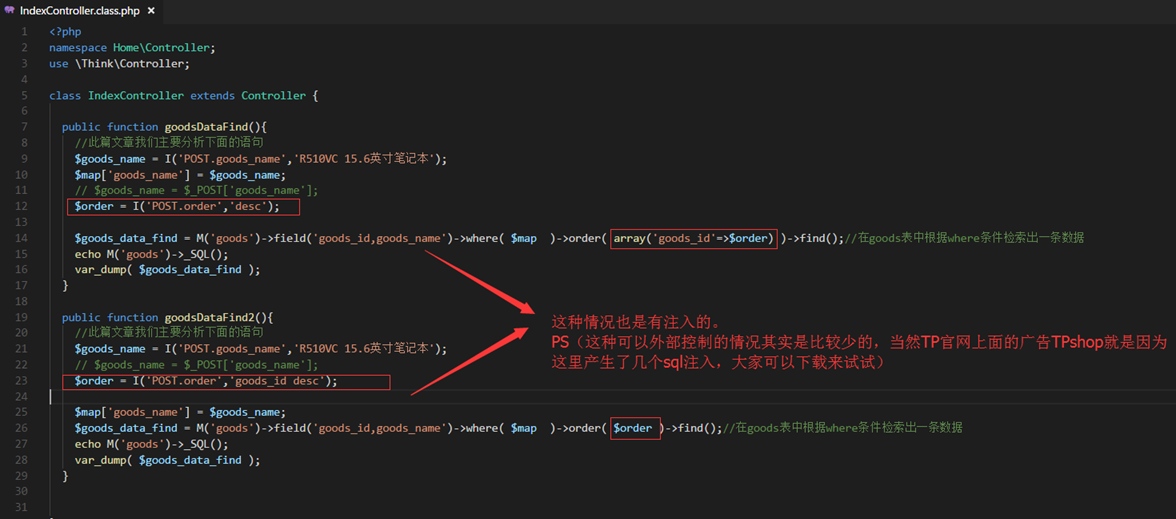 IndexController.class.php ×
1 <?php
2 namespace Home\Controller;
3 use \Think\Controller;
4
5 class IndexController extends Controller {
6
7 public function goodsDataFind(){
8 //此篇文章我们主要分析下面的语句
9 $goods_name = I('POST.goods_name','R510VC 15.6英寸笔记本');
10 $map['goods_name'] = $goods_name;
11 // $goods_name = $_POST['goods_name'];
12 $order = I('POST.order','desc');
13
14 $goods_data_find = M('goods')->field('goods_id,goods_name')->where( $map  )->order( array('goods_id'=>$order) )->find();//在goods表中根据where条件检索出一条数据
15 echo M('goods')->_SQL();
16 var_dump( $goods_data_find );
17 }
18
19 public function goodsDataFind2(){
20 //此篇文章我们主要分析下面的语句
21 $goods_name = I('POST.goods_name','R510VC 15.6英寸笔记本');
22 // $goods_name = $_POST['goods_name'];
23 $order = I('POST.order','goods_id desc');
24
25 $map['goods_name'] = $goods_name;
26 $goods_data_find = M('goods')->field('goods_id,goods_name')->where( $map  )->order( $order )->find();//在goods表中根据where条件检索出一条数据
27 echo M('goods')->_SQL();
28 var_dump( $goods_data_find );
29 }
30
31
这种情况也是有注入的。
PS（这种可以外部控制的情况其实是比较少的，当然TP官网上面的广告TPshop就是因为
这里产生了几个sql注入，大家可以下载来试试）